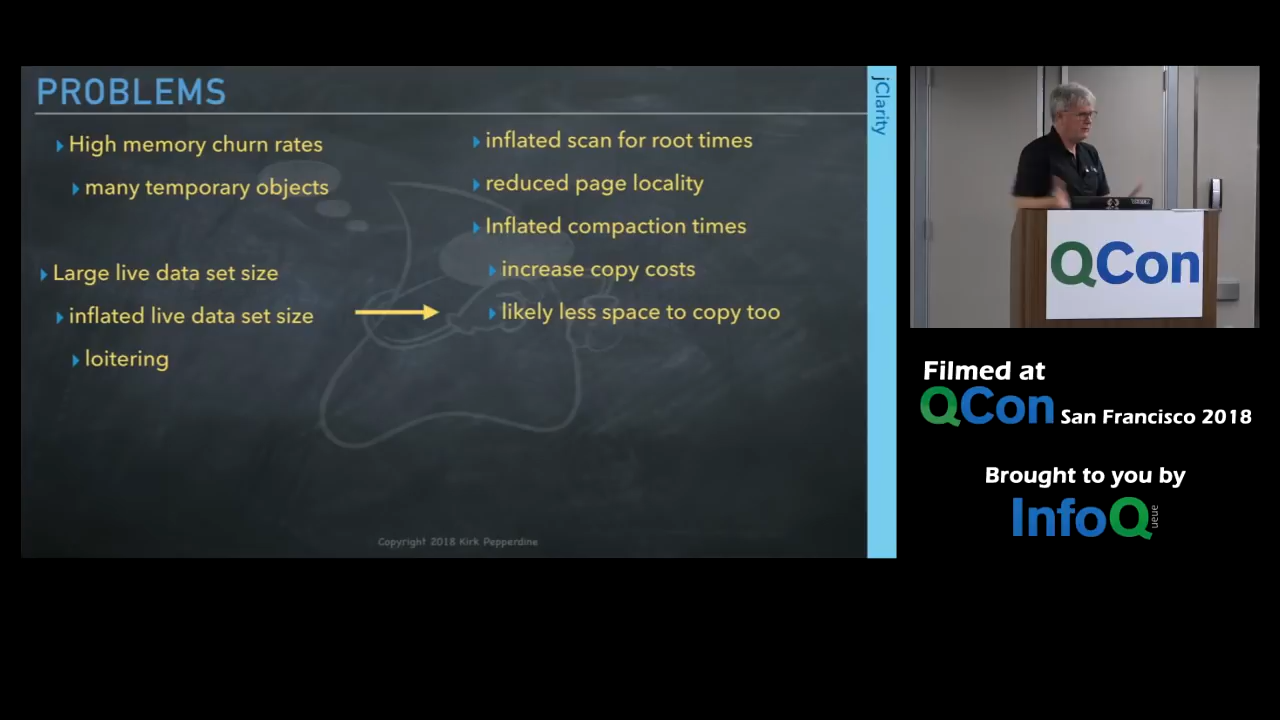 PROBLEMS
High memory churn rates
many temporary objects
Large live data set size
inflated live data set size
loitering
inflated scan for root times
reduced page locality
Inflated compaction times
increase copy costs
likely less space to copy too
Copyright 2018 Kirk Pepperdine
jClarity
QCon
Filmed at
QCon San Francisco 2018
Brought to you by
InfoQueue